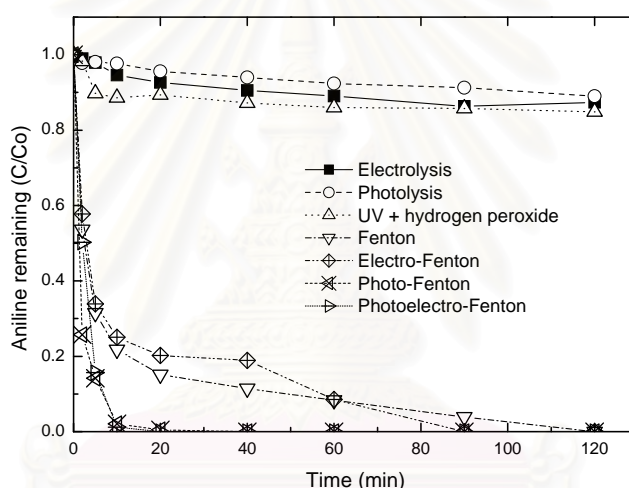 1.0
0.8
0.6
0.4
0.2
0.0
Aniline remaining (C/Co)
Electrolysis
Photolysis
UV + hydrogen peroxide
Fenton
Electro-Fenton
Photo-Fenton
Photoelectro-Fenton
0 20 40 60 80 100 120
Time (min)